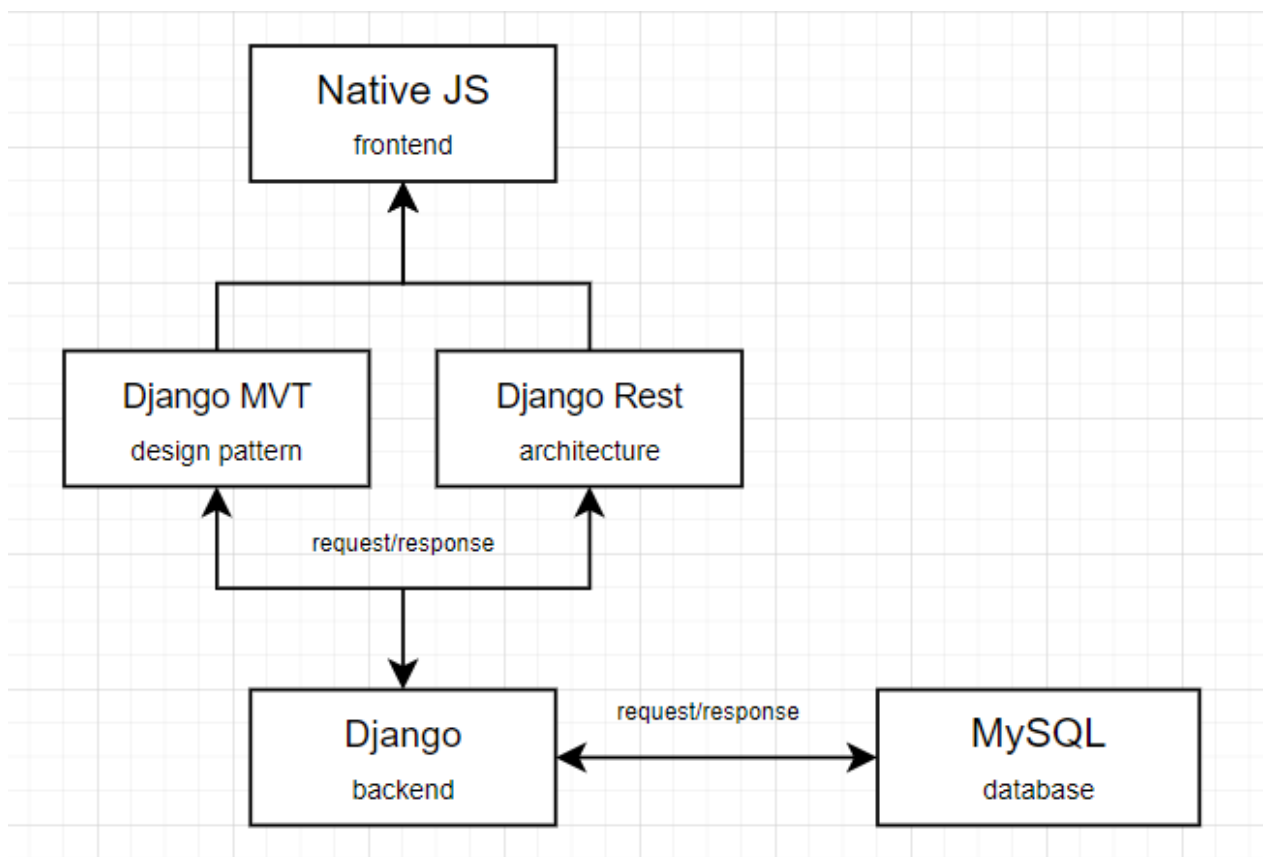 Native JS
frontend
Django MVT
design pattern
Django Rest
architecture
request/response
Django
backend
request/response
MySQL
database